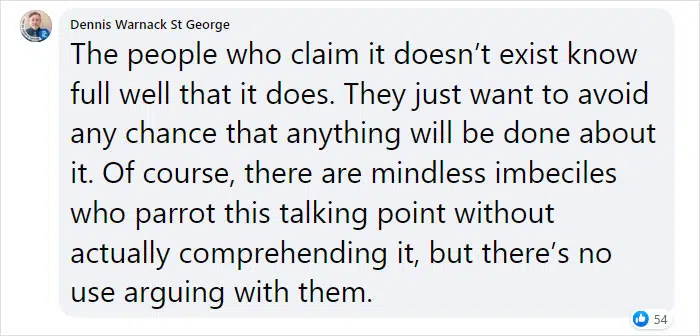 Dennis Warnack St George
The people who claim it doesn’t exist know
full well that it does. They just want to avoid
any chance that anything will be done about
it. Of course, there are mindless imbeciles
who parrot this talking point without
actually comprehending it, but there’s no
use arguing with them.
54